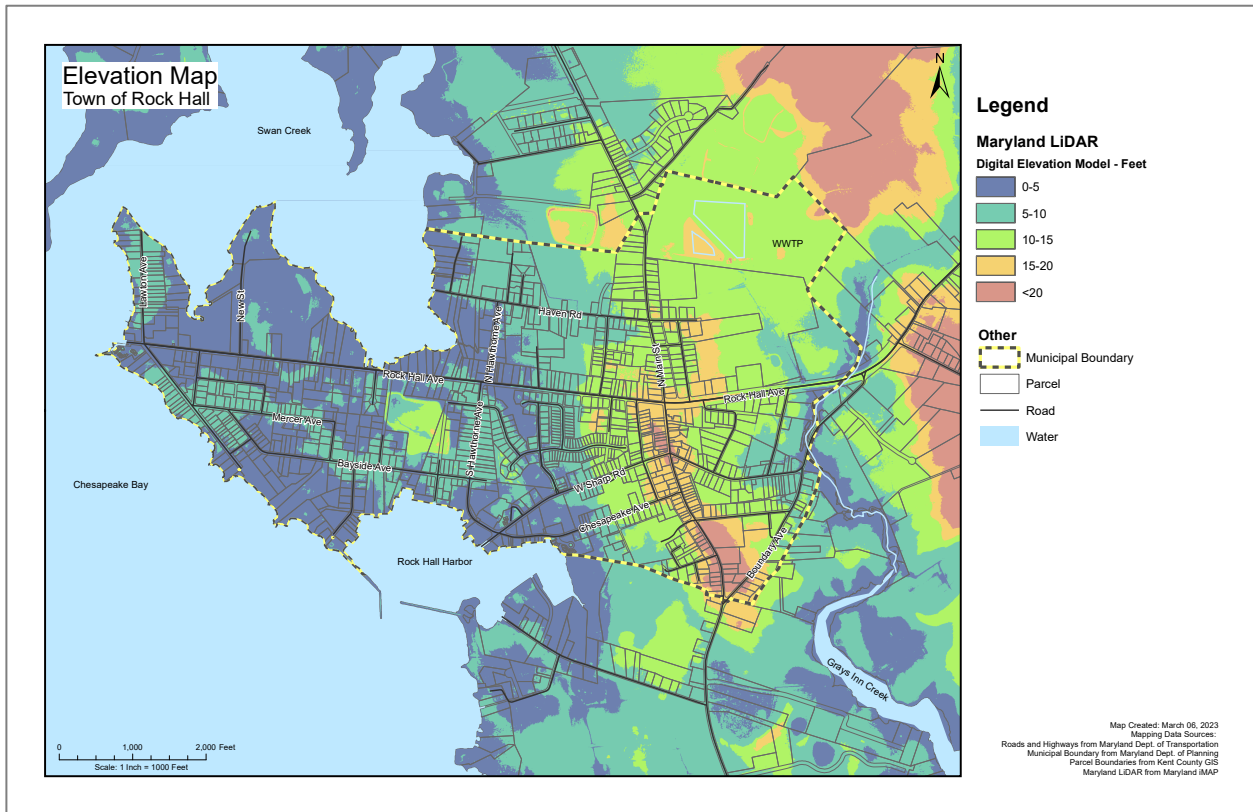 Elevation Map
Town of Rock Hall
N
Swan Creek
WWTP
Lawton Ave
New St
Haven Rd
N Hawthorne Ave
N Main St
Rock Hall Ave
Rock Hall Ave
Mercer Ave
S Hawthorne Ave
Bayside Ave
W Sharp Rd
Chesapeake Ave
Chesapeake Bay
Rock Hall Harbor
Boundary Ave
Grays Inn Creek
0 1,000 2,000 Feet
Scale: 1 Inch = 1000 Feet
Legend
Maryland LiDAR
Digital Elevation Model - Feet
0-5
5-10
10-15
15-20
<20
Other
Municipal Boundary
Parcel
Road
Water
Map Created: March 06, 2023
Mapping Data Sources:
Roads and Highways from Maryland Dept. of Transportation
Municipal Boundary from Maryland Dept. of Planning
Parcel Boundaries from Kent County GIS
Maryland LiDAR from Maryland iMAP